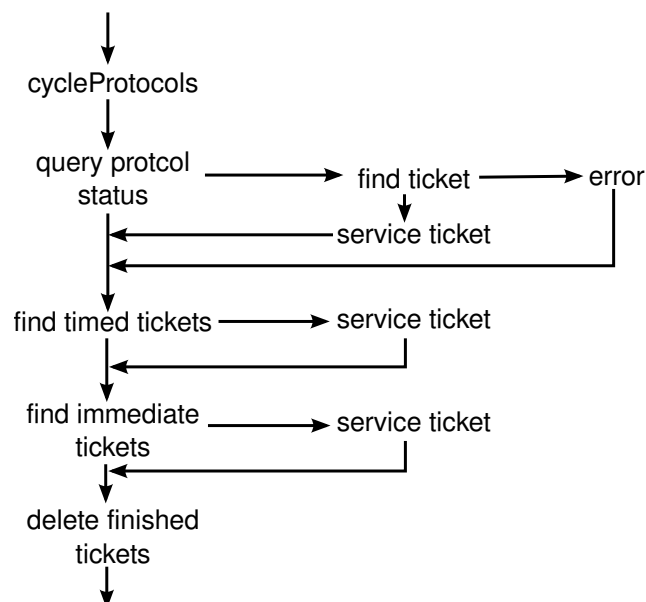 cycleProtocols
query protcol
status
find ticket
error
service ticket
find timed tickets
service ticket
find immediate
tickets
service ticket
delete finished
tickets